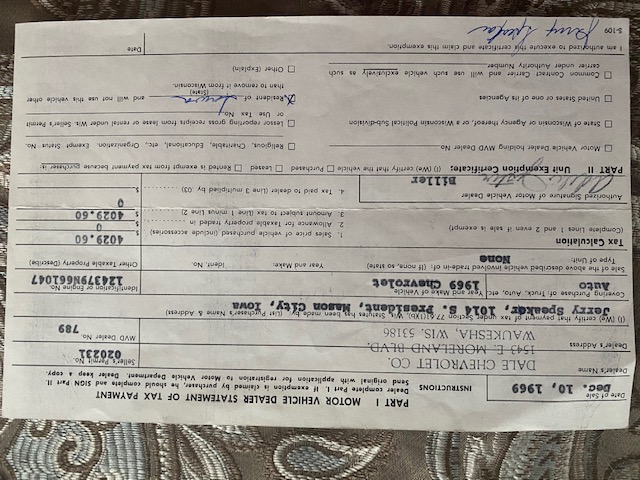 PART I MOTOR VEHICLE DEALER STATEMENT OF TAX PAYMENT
Date of Sale
Dec. 10, 1969
INSTRUCTIONS
Dealer complete Part I. If exemption is claimed by purchaser, he should complete and SIGN Part II.
Send original with application for registration to Motor Vehicle Department. Dealer keep a copy.
Dealer's Name
DALE CHEVROLET CO.
Seller's Permit No.
020231
Dealer's Address
1543 E. MORELAND BLVD.
WAUKESHA, WIS. 53186
MVD Dealer No.
789
(I) (We) certify that payment of tax under Section 77.61(4)(b), Wis. Statutes has been made by: (List Purchaser's Name & Address)
Jerry Speaker, 1014 S. President, Mason City, Iowa
Covering Purchase of: Truck, Auto, etc.
Auto
Year and Make of Vehicle
1969 Chevrolet
Identification or Engine No.
124379N661047
Sale of the above described vehicle involved trade-in of: (If none, so state)
Type of Unit
None
Year and Make
Ident. No.
Other Taxable Property (Describe)
Tax Calculation
(Complete Lines 1 and 2 even if sale is exempt)
1. Sales price of vehicle purchased (include accessories) $ 4029.60
2. Allowance for taxable property traded in $ 0
3. Amount subject to tax (Line 1 minus Line 2) $ 4029.60
4. Tax paid to dealer (Line 3 multiplied by .03) $ 0
Authorized Signature of Motor Vehicle Dealer
Biller
PART II Unit Exemption Certificate: (I) (We) certify that the vehicle ☐ Purchased ☐ Leased ☐ Rented is exempt from tax payment because purchaser is:
☐ Motor Vehicle Dealer holding MVD Dealer No.
☐ State of Wisconsin or Agency thereof, or a Wisconsin Political Sub-division
☐ United States or one of its Agencies
☐ Common or Contract Carrier and will use such vehicle exclusively as such carrier under Authority Number
☐ Religious, Charitable, Educational, etc. Organization. Exempt Status No.
☐ Lessor reporting gross receipts from lease or rental under Wis. Seller's Permit or Use Tax No.
☒ Resident of Iowa and will not use this vehicle other
(State)
than to remove it from Wisconsin.
☐ Other (Explain)
I am authorized to execute this certificate and claim this exemption.
Date
S-109
Jerry Speaker